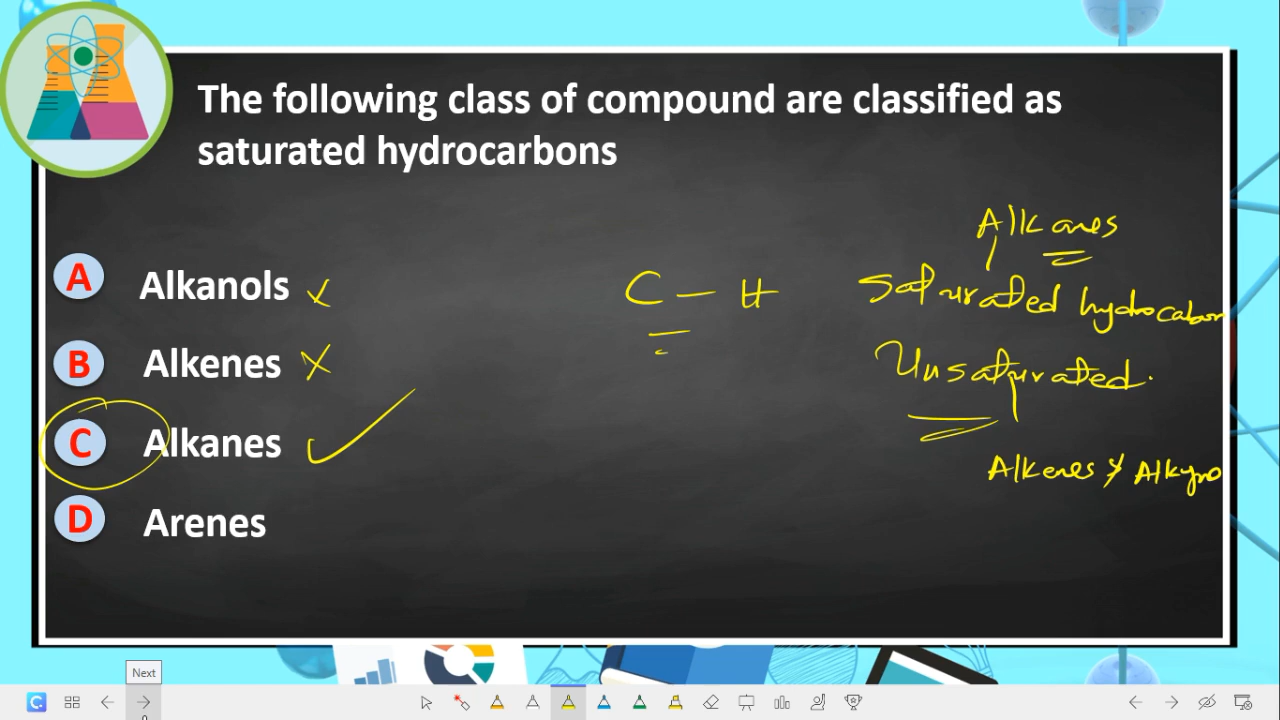 The following class of compound are classified as
saturated hydrocarbons
A Alkanols x
B Alkenes x
C Alkanes ✓
D Arenes
C — H
Alkanes
Saturated hydrocabon
Unsaturated.
Alkenes & Alkyno
Next